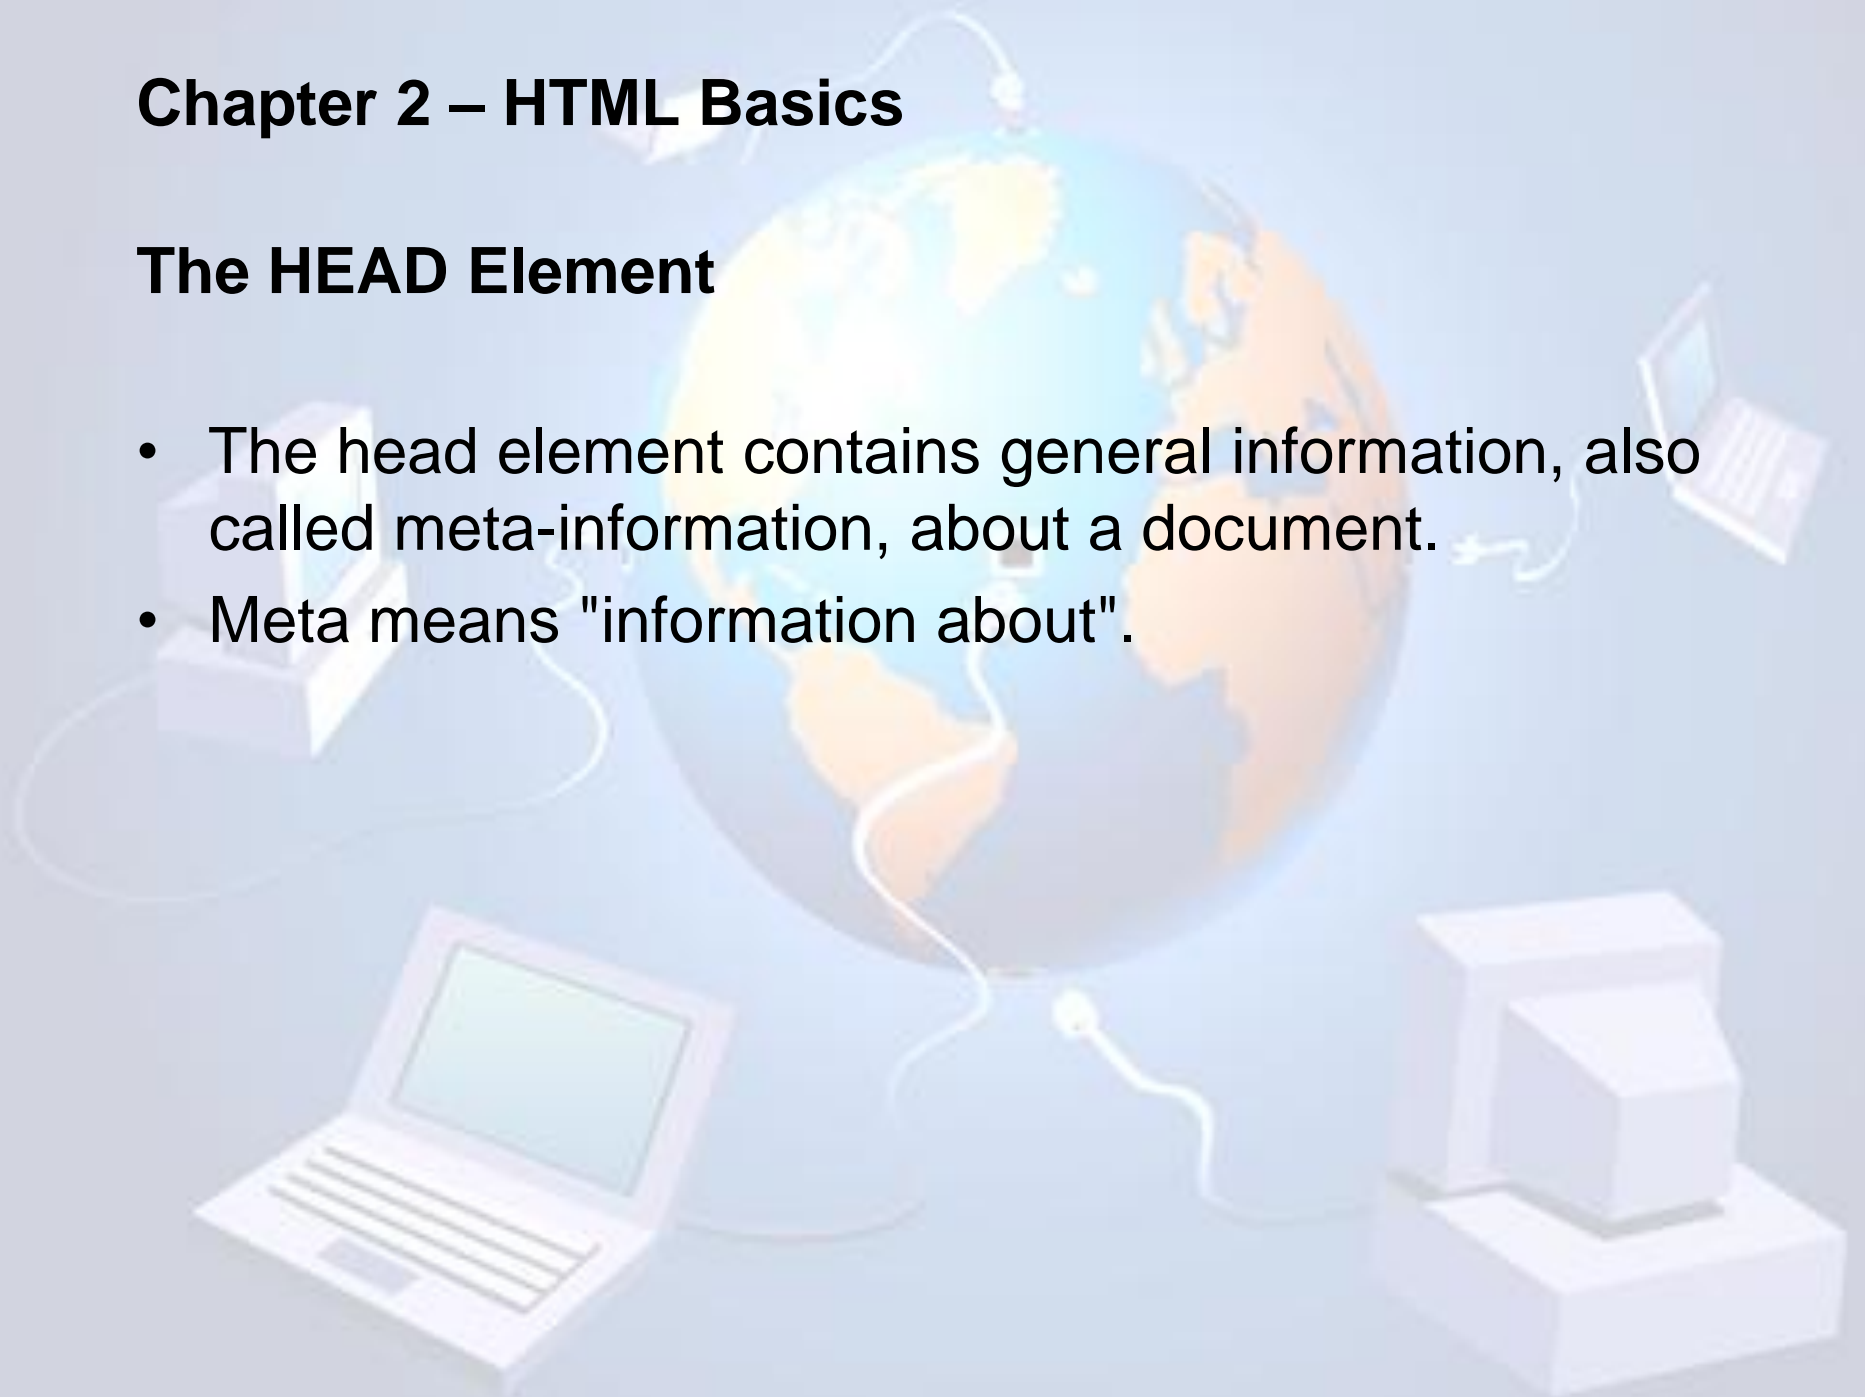 Chapter 2 – HTML Basics
The HEAD Element
• The head element contains general information, also
called meta-information, about a document.
• Meta means "information about".